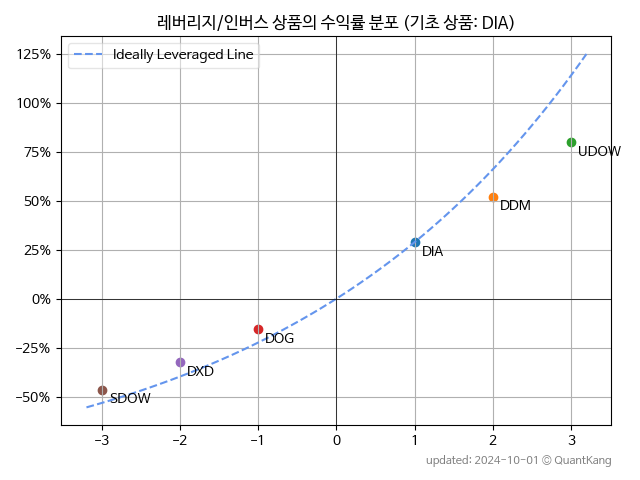 레버리지/인버스 상품의 수익률 분포 (기초 상품: DIA)
Ideally Leveraged Line
125%
100%
75%
50%
25%
0%
−25%
−50%
UDOW
DDM
DIA
DOG
DXD
SDOW
−3 −2 −1 0 1 2 3
updated: 2024-10-01 © QuantKang